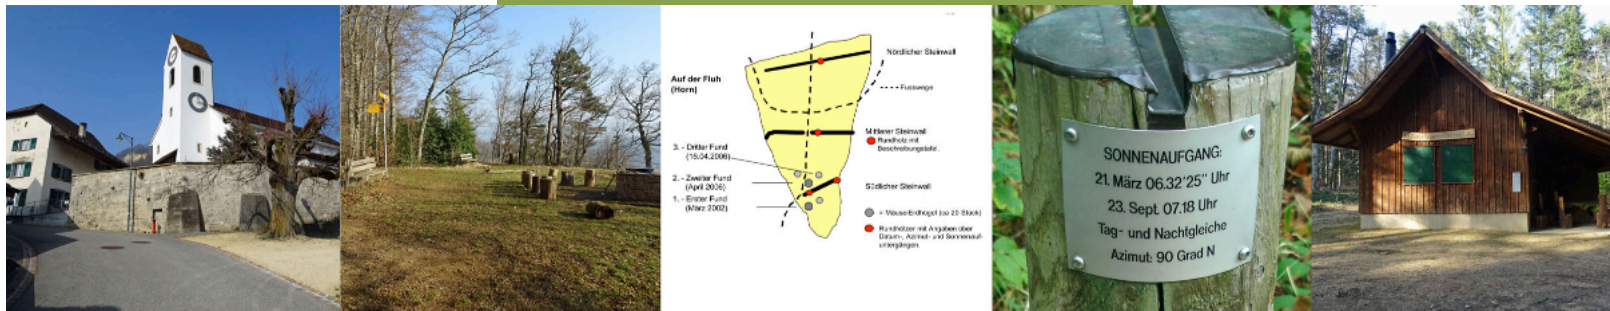 Auf der Fluh
(Horn)
Nördlicher Steinwall
Fusswege
Mittlerer Steinwall
Rundholz mit
Beschreibungstafel.
3. - Dritter Fund
(16.04.2006)
2. - Zweiter Fund
(April 2006)
1. - Erster Fund
(März 2002)
Südlicher Steinwall
= Mäuse-Erdhügel (ca 20 Stück)
Rundhölzer mit Angaben über
Datum-, Azimut- und Sonnenauf-
untergängen.
SONNENAUFGANG:
21. März 06.32'25" Uhr
23. Sept. 07.18 Uhr
Tag- und Nachtgleiche
Azimut: 90 Grad N